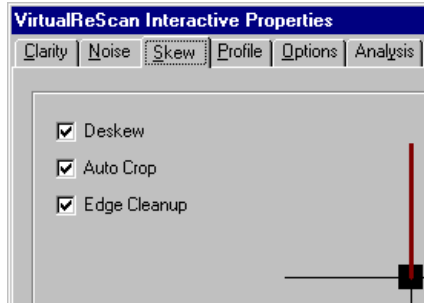 VirtualReScan Interactive Properties
Clarity Noise Skew Profile Options Analysis
Deskew
Auto Crop
Edge Cleanup